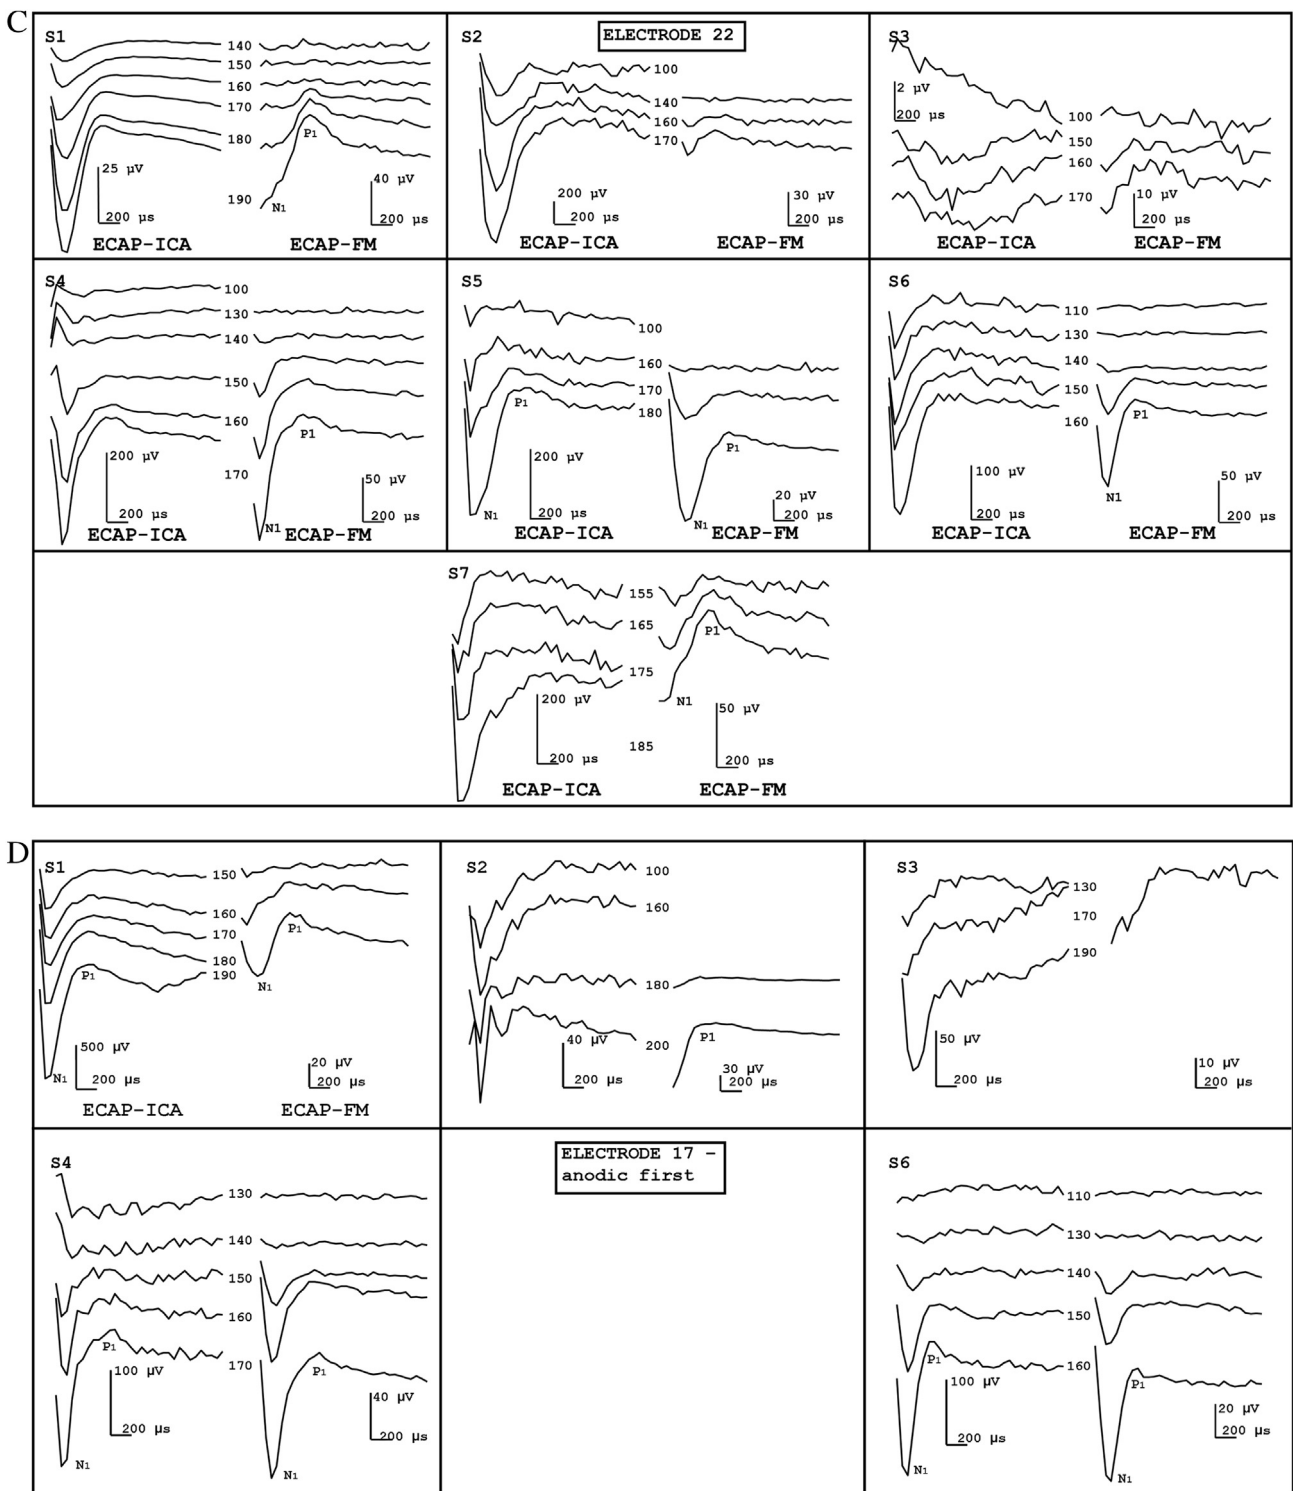 C
S1
140
150
160
170
180
190
P1
N1
25 µV
200 µs
40 µV
200 µs
ECAP-ICA
ECAP-FM
S2
ELECTRODE 22
100
140
160
170
200 µV
200 µs
30 µV
200 µs
ECAP-ICA
ECAP-FM
S3
2 µV
200 µs
100
150
160
170
10 µV
200 µs
ECAP-ICA
ECAP-FM
S4
100
130
140
150
160
170
P1
N1
200 µV
200 µs
50 µV
200 µs
ECAP-ICA
ECAP-FM
S5
100
160
170
180
P1
N1
P1
N1
200 µV
200 µs
20 µV
200 µs
ECAP-ICA
ECAP-FM
S6
110
130
140
150
160
P1
N1
100 µV
200 µs
50 µV
200 µs
ECAP-ICA
ECAP-FM
S7
155
165
175
185
P1
N1
200 µV
200 µs
50 µV
200 µs
ECAP-ICA
ECAP-FM
D
S1
150
160
170
180
190
P1
N1
P1
N1
500 µV
200 µs
20 µV
200 µs
ECAP-ICA
ECAP-FM
S2
100
160
180
200
P1
40 µV
200 µs
30 µV
200 µs
S3
130
170
190
50 µV
200 µs
10 µV
200 µs
S4
130
140
150
160
170
P1
N1
P1
N1
100 µV
200 µs
40 µV
200 µs
ELECTRODE 17 –
anodic first
S6
110
130
140
150
160
P1
N1
P1
N1
100 µV
200 µs
20 µV
200 µs